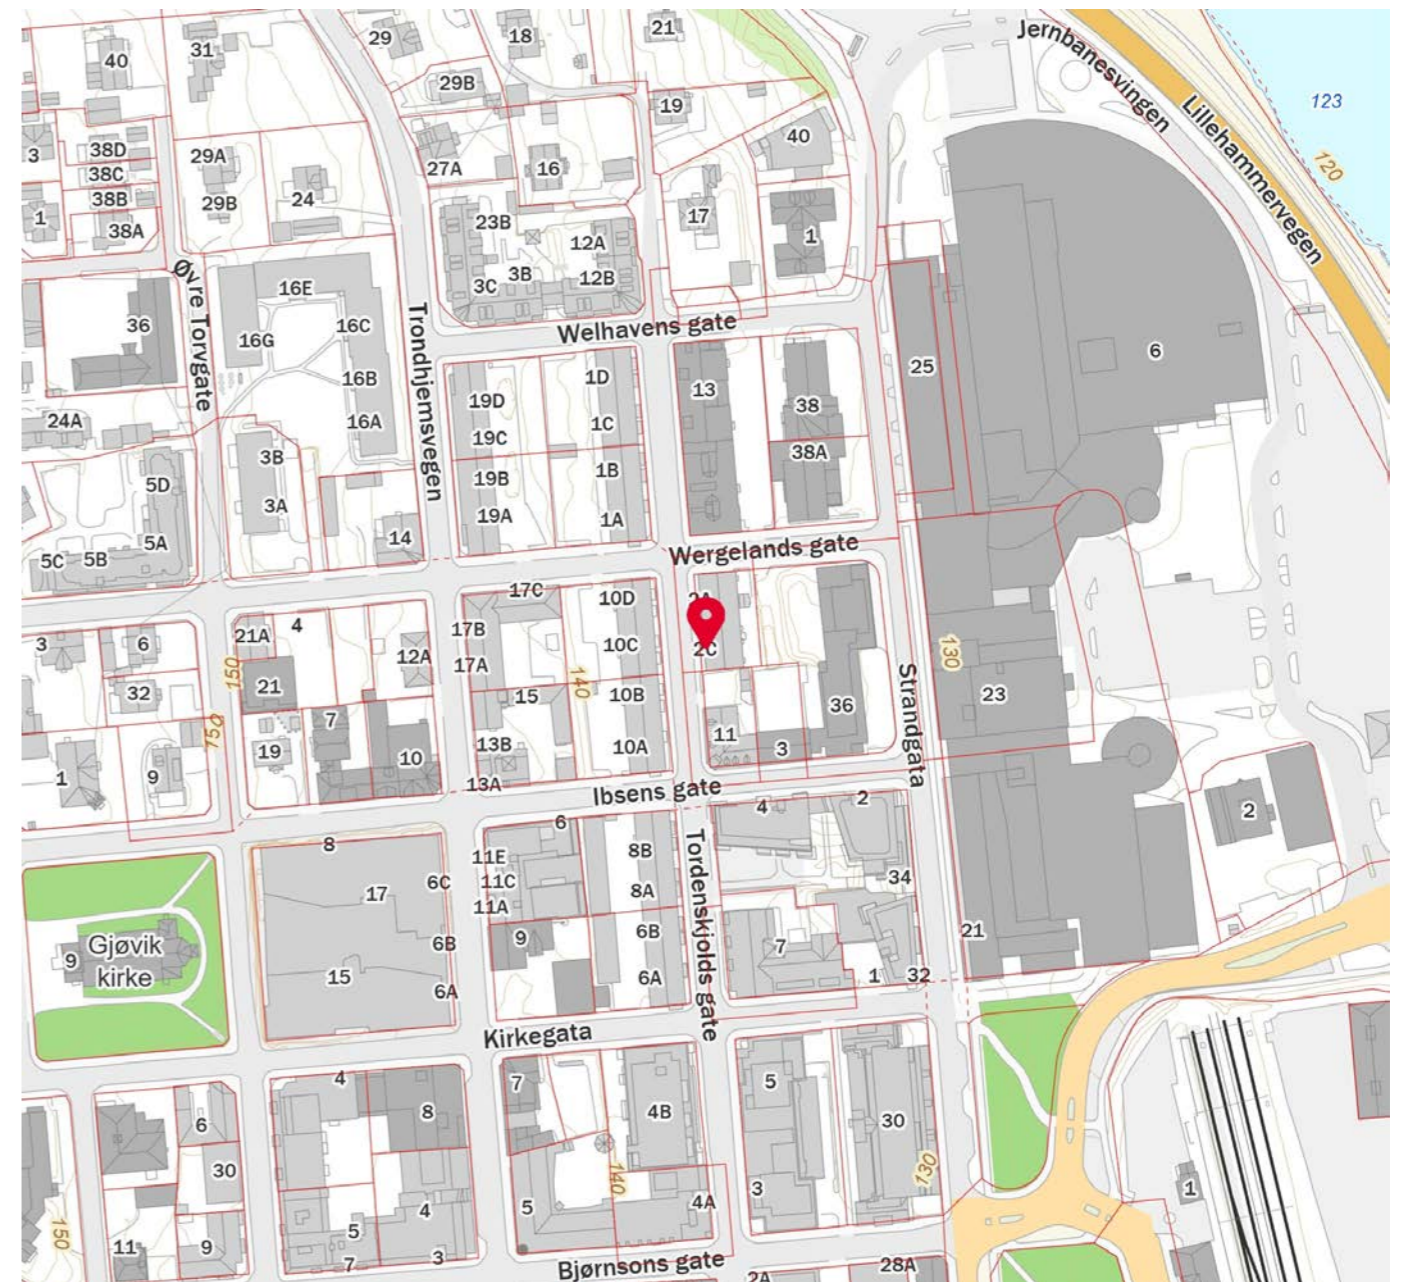 Jernbanesvingen
Lillehammervegen
123
120
40
31
29
18
21
29B
19
40
3
38D
38C
38B
38A
1
29A
29B
24
27A
16
17
1
23B
12A
3B
3C
12B
Øvre Torvgate
16E
16C
16G
16B
16A
36
Trondhjemsvegen
Welhavens gate
25
6
24A
19D
19C
19B
19A
1D
1C
1B
1A
13
38
38A
5D
5A
5C
5B
3B
3A
14
Wergelands gate
17C
10D
2A
17B
10C
2C
17A
3
6
21A
4
12A
150
140
130
32
21
15
10B
Strandgata
23
36
750
7
19
13B
10A
11
3
10
1
9
13A
Ibsens gate
2
4
2
6
8
11E
11C
11A
8B
8A
Tordenskjolds gate
34
6C
17
9
6B
6B
7
21
9
Gjøvik
kirke
15
6A
6A
1
32
Kirkegata
4
8
7
4B
5
30
6
30
140
130
1
150
5
4
5
4A
3
11
9
7
3
Bjørnsons gate
2A
28A